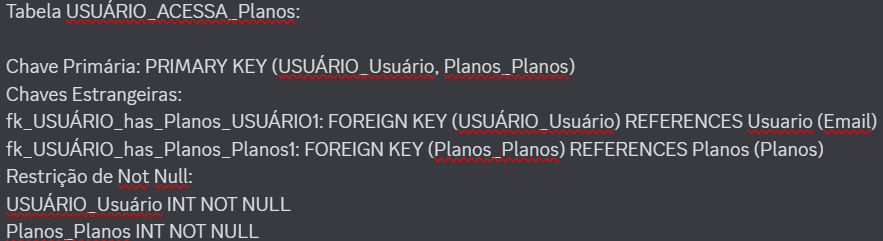 Tabela USUÁRIO_ACESSA_Planos:
Chave Primária: PRIMARY KEY (USUÁRIO_Usuário, Planos_Planos)
Chaves Estrangeiras:
fk_USUÁRIO_has_Planos_USUÁRIO1: FOREIGN KEY (USUÁRIO_Usuário) REFERENCES Usuario (Email)
fk_USUÁRIO_has_Planos_Planos1: FOREIGN KEY (Planos_Planos) REFERENCES Planos (Planos)
Restrição de Not Null:
USUÁRIO_Usuário INT NOT NULL
Planos_Planos INT NOT NULL